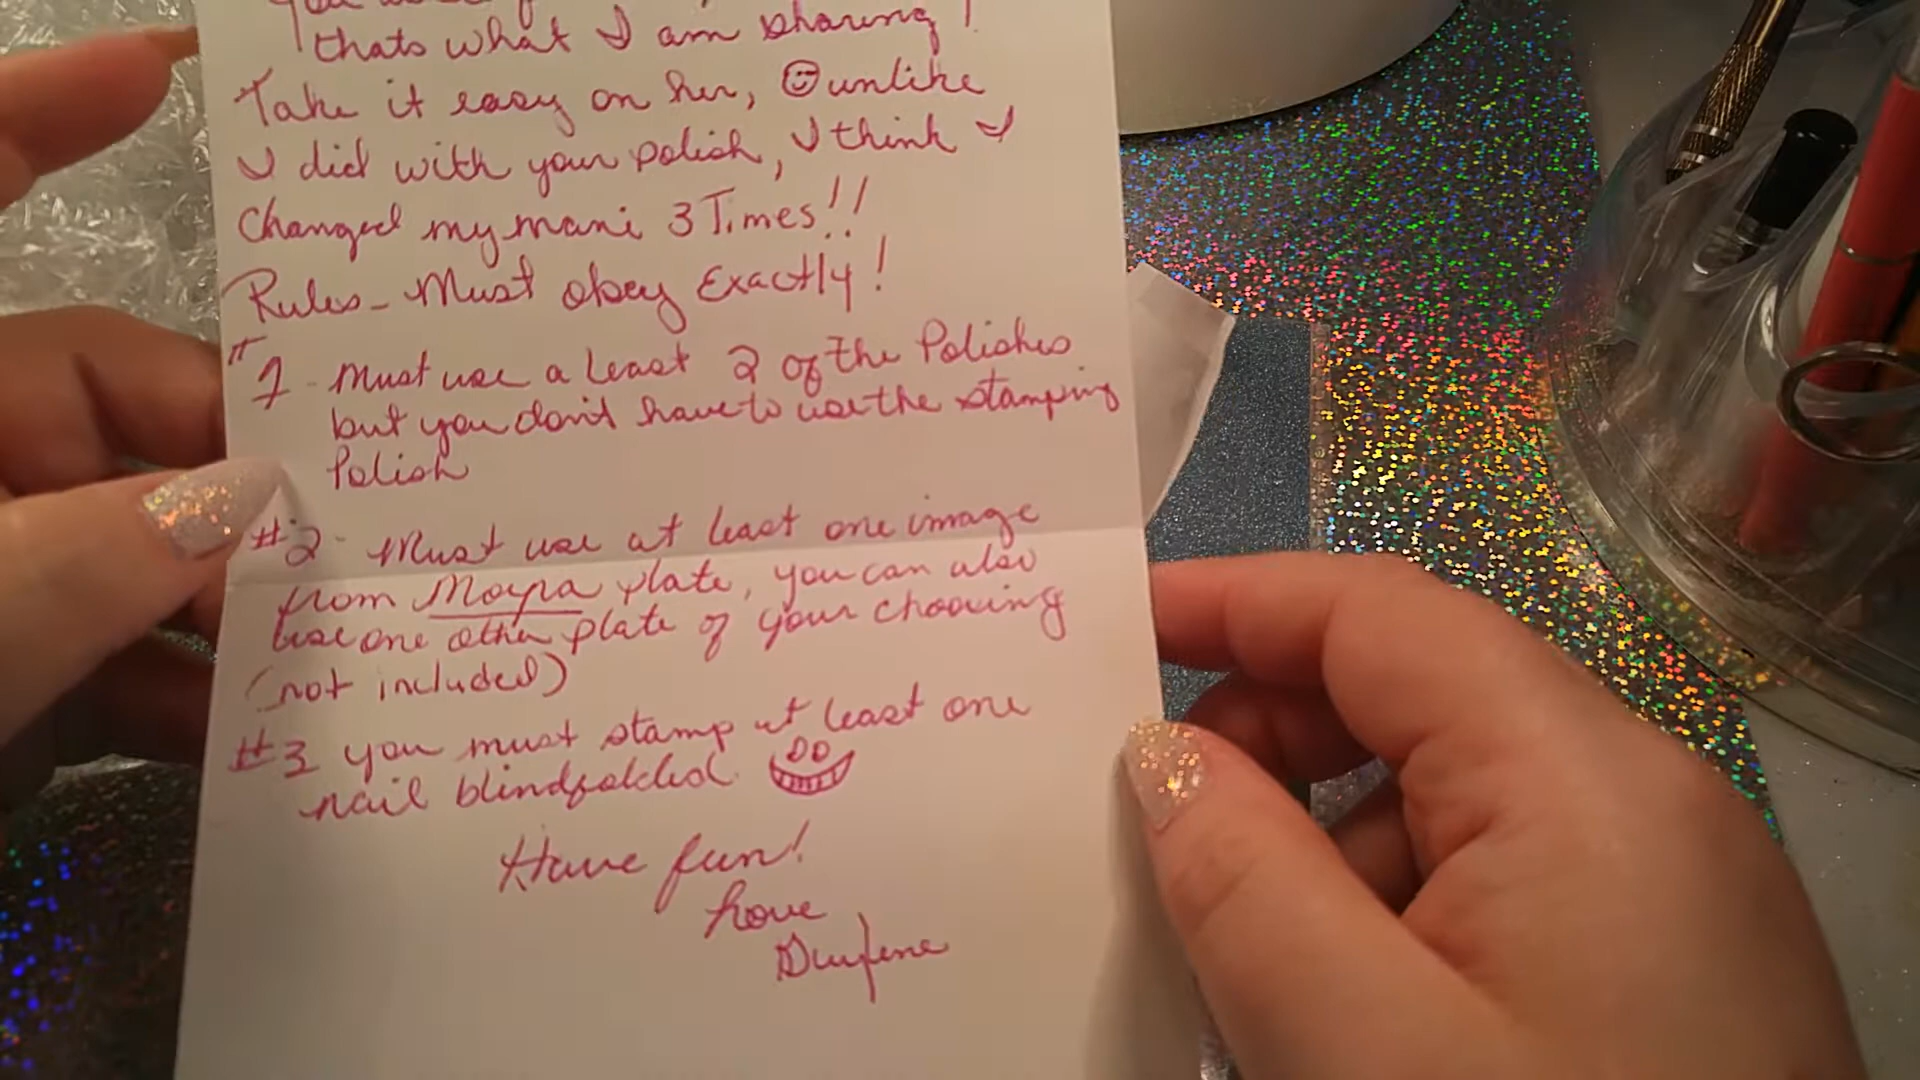 thats what I am sharing!
Take it easy on her, unlike
I did with your polish, I think I
Changed my mani 3 Times!!
Rules - Must obey Exactly!
#1 - Must use a least 2 of the Polishes
but you don't have to use the stamping
Polish
#2 - Must use at least one image
from Moyra plate, you can also
use one other plate of your choosing
(not included)
#3 you must stamp at least one
nail blindfolded.
Have fun!
Love